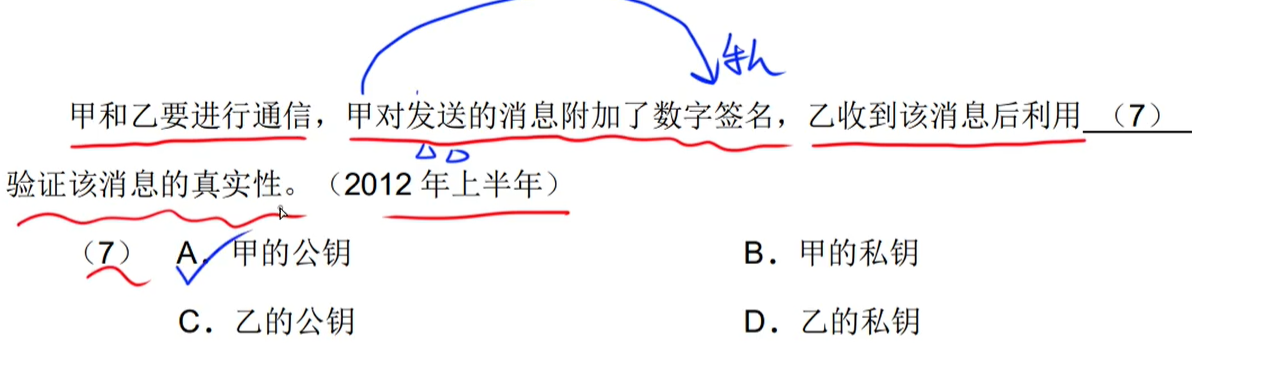 甲和乙要进行通信，甲对发送的消息附加了数字签名，乙收到该消息后利用（7）
验证该消息的真实性。（2012 年上半年）
（7） A．甲的公钥 B．甲的私钥
C．乙的公钥 D．乙的私钥